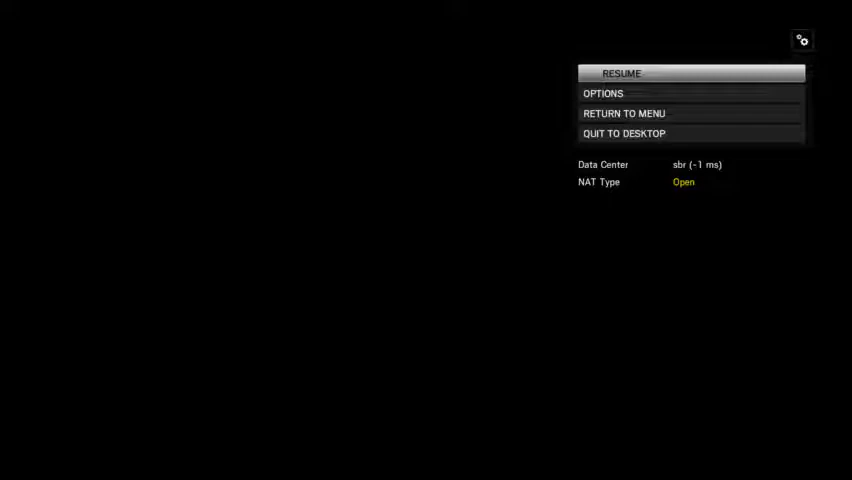 RESUME
OPTIONS
RETURN TO MENU
QUIT TO DESKTOP
Data Center sbr (-1 ms)
NAT Type Open